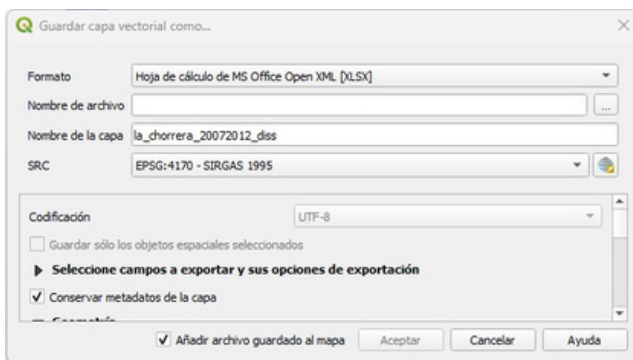 Guardar capa vectorial como...
Formato Hoja de cálculo de MS Office Open XML [XLSX]
Nombre de archivo ...
Nombre de la capa la_chorrera_20072012_diss
SRC EPSG:4170 - SIRGAS 1995
Codificación UTF-8
Guardar sólo los objetos espaciales seleccionados
Seleccione campos a exportar y sus opciones de exportación
Conservar metadatos de la capa
Geometría
Añadir archivo guardado al mapa Aceptar Cancelar Ayuda